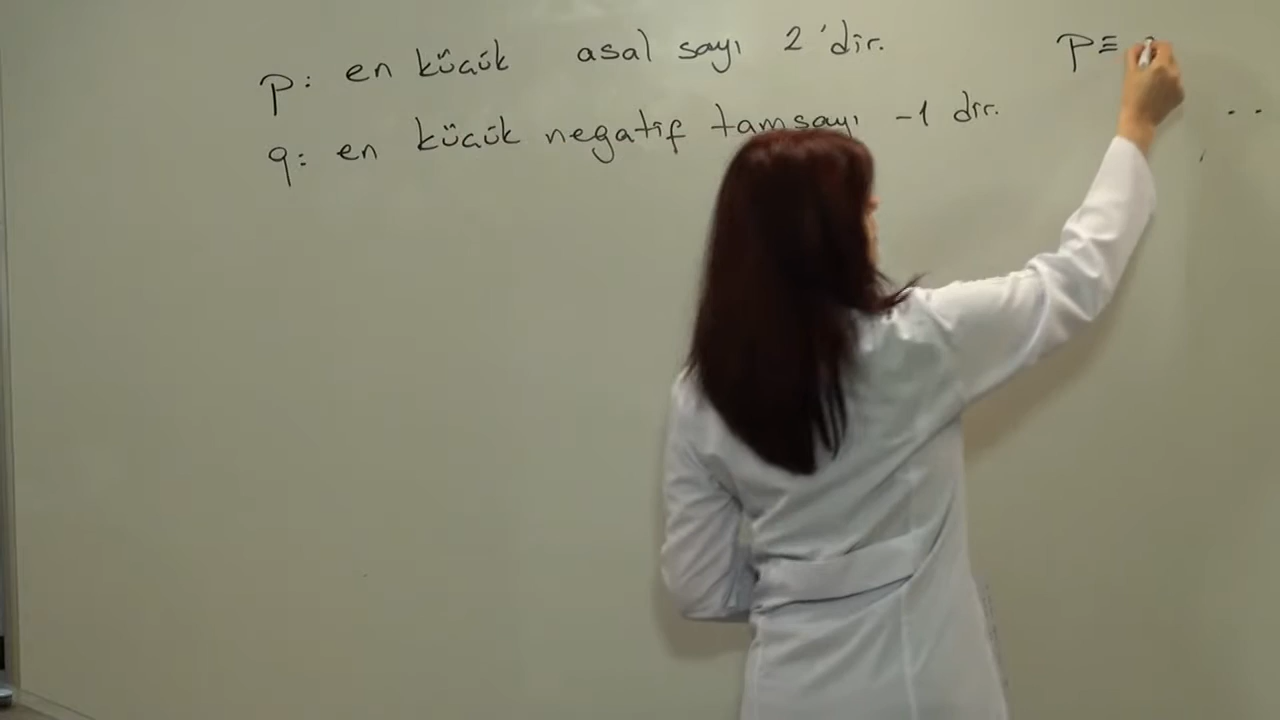 p: en küçük asal sayı 2'dir. p≡
q: en küçük negatif tamsayı -1 dir.